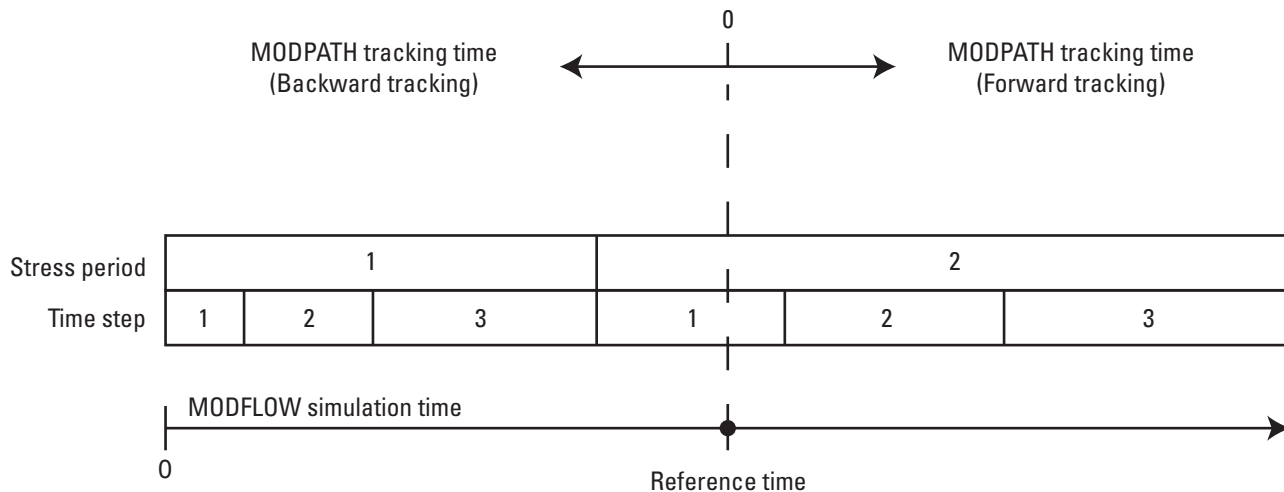 0
MODPATH tracking time
(Backward tracking)
MODPATH tracking time
(Forward tracking)
Stress period 1 2
Time step 1 2 3 1 2 3
MODFLOW simulation time
0
Reference time